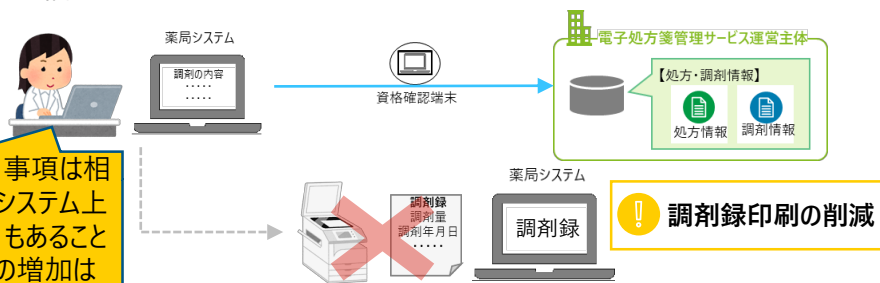 薬局システム
調剤の内容
・・・・・
・・・・・
資格確認端末
電子処方箋管理サービス運営主体
【処方・調剤情報】
処方情報
調剤情報
事項は相
システム上
もあること
の増加は
調剤録
調剤量
調剤年月日
・・・・・
薬局システム
調剤録
調剤録印刷の削減